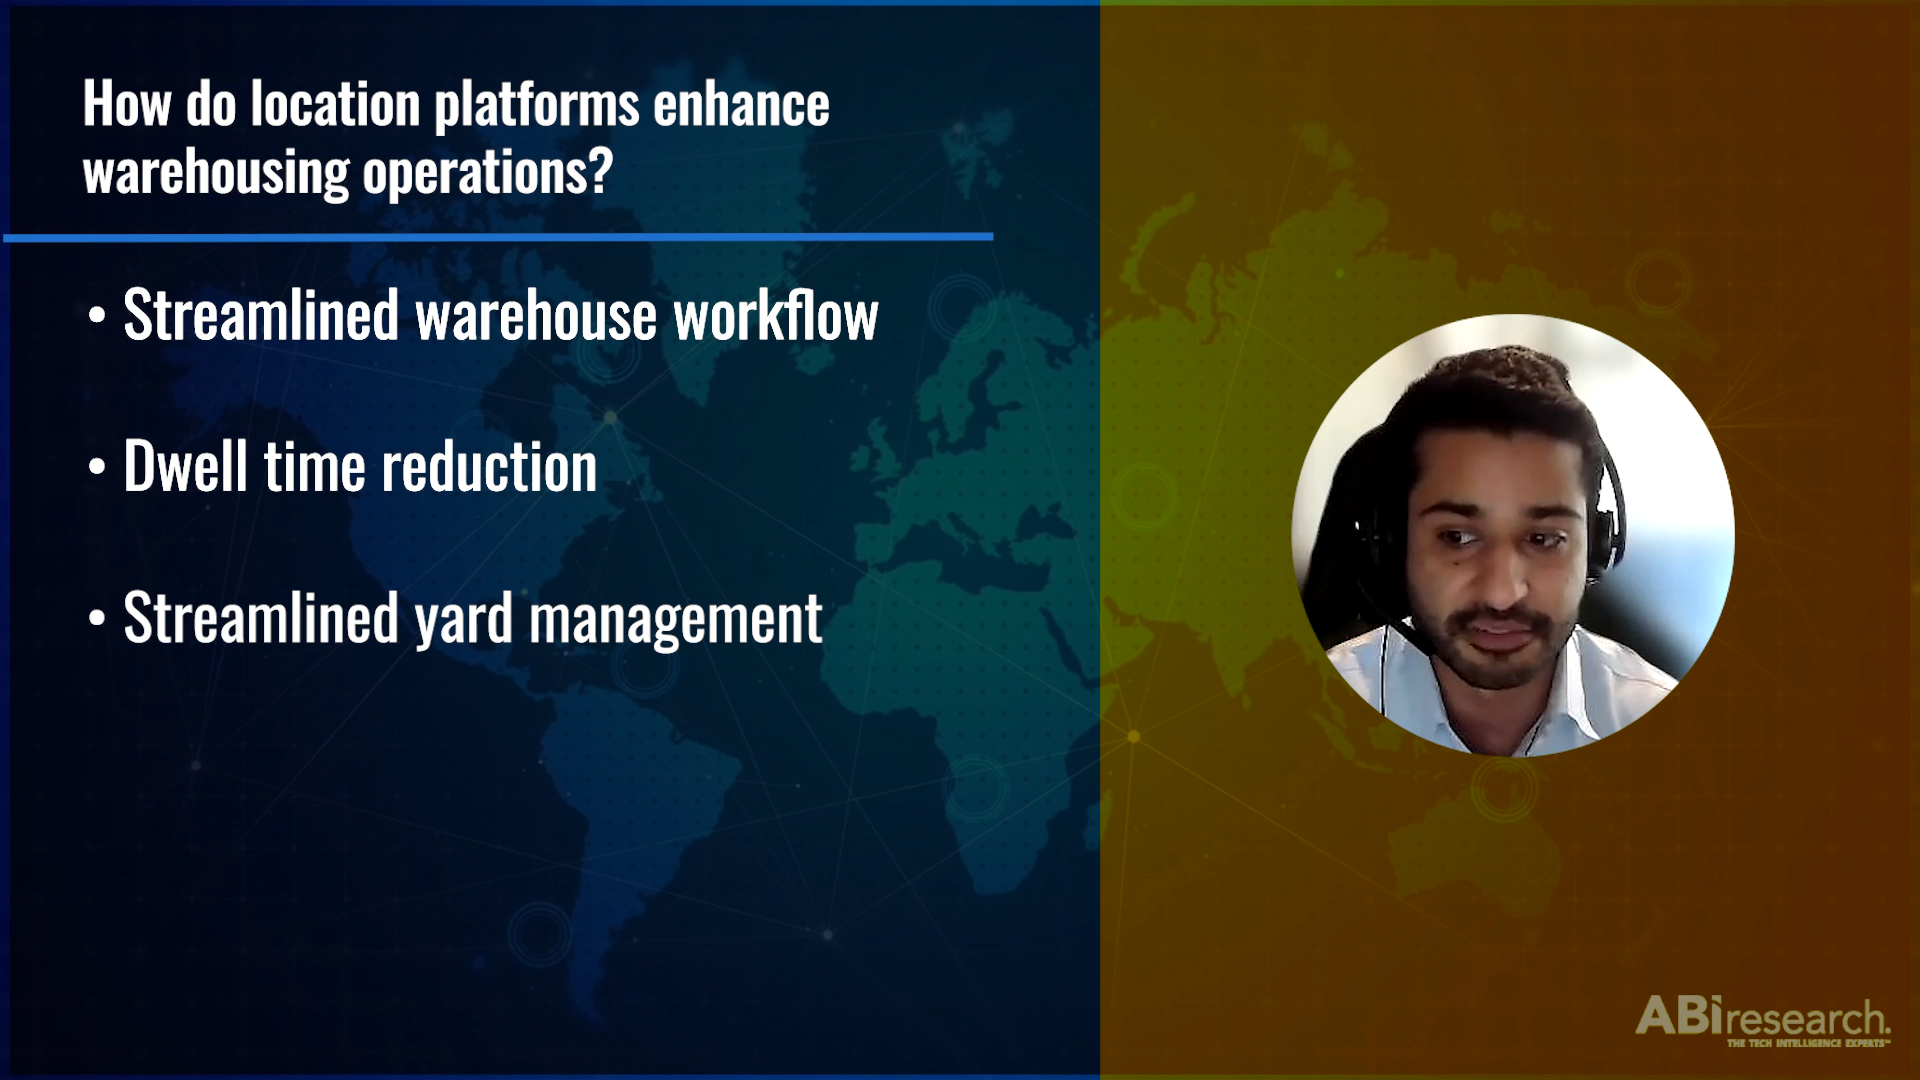 How do location platforms enhance
warehousing operations?
• Streamlined warehouse workflow
• Dwell time reduction
• Streamlined yard management
ABiresearch.
THE TECH INTELLIGENCE EXPERTS™